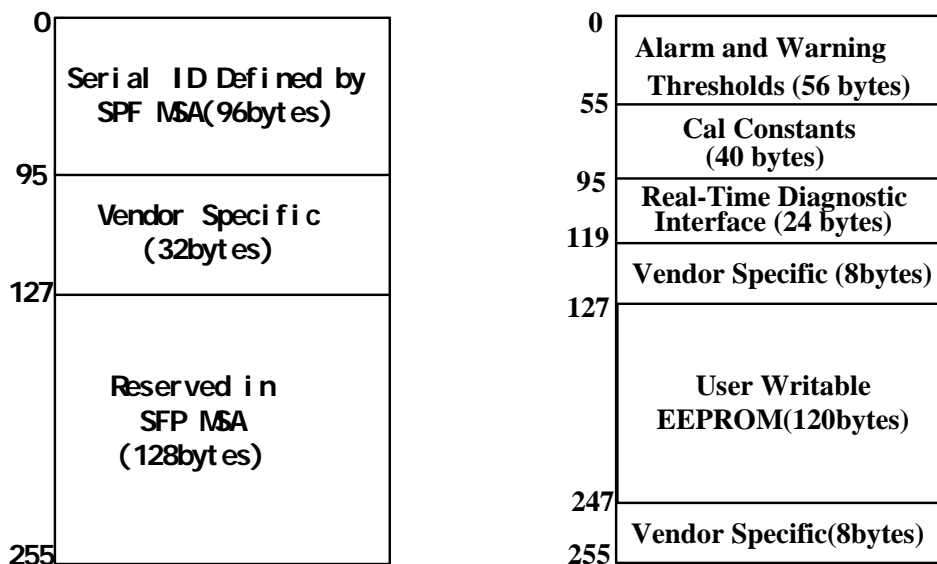 0
Serial ID Defined by
SPF MSA(96bytes)
95
Vendor Specific
(32bytes)
127
Reserved in
SFP MSA
(128bytes)
255
0
Alarm and Warning
Thresholds (56 bytes)
55
Cal Constants
(40 bytes)
95
Real-Time Diagnostic
Interface (24 bytes)
119
Vendor Specific (8bytes)
127
User Writable
EEPROM(120bytes)
247
Vendor Specific(8bytes)
255